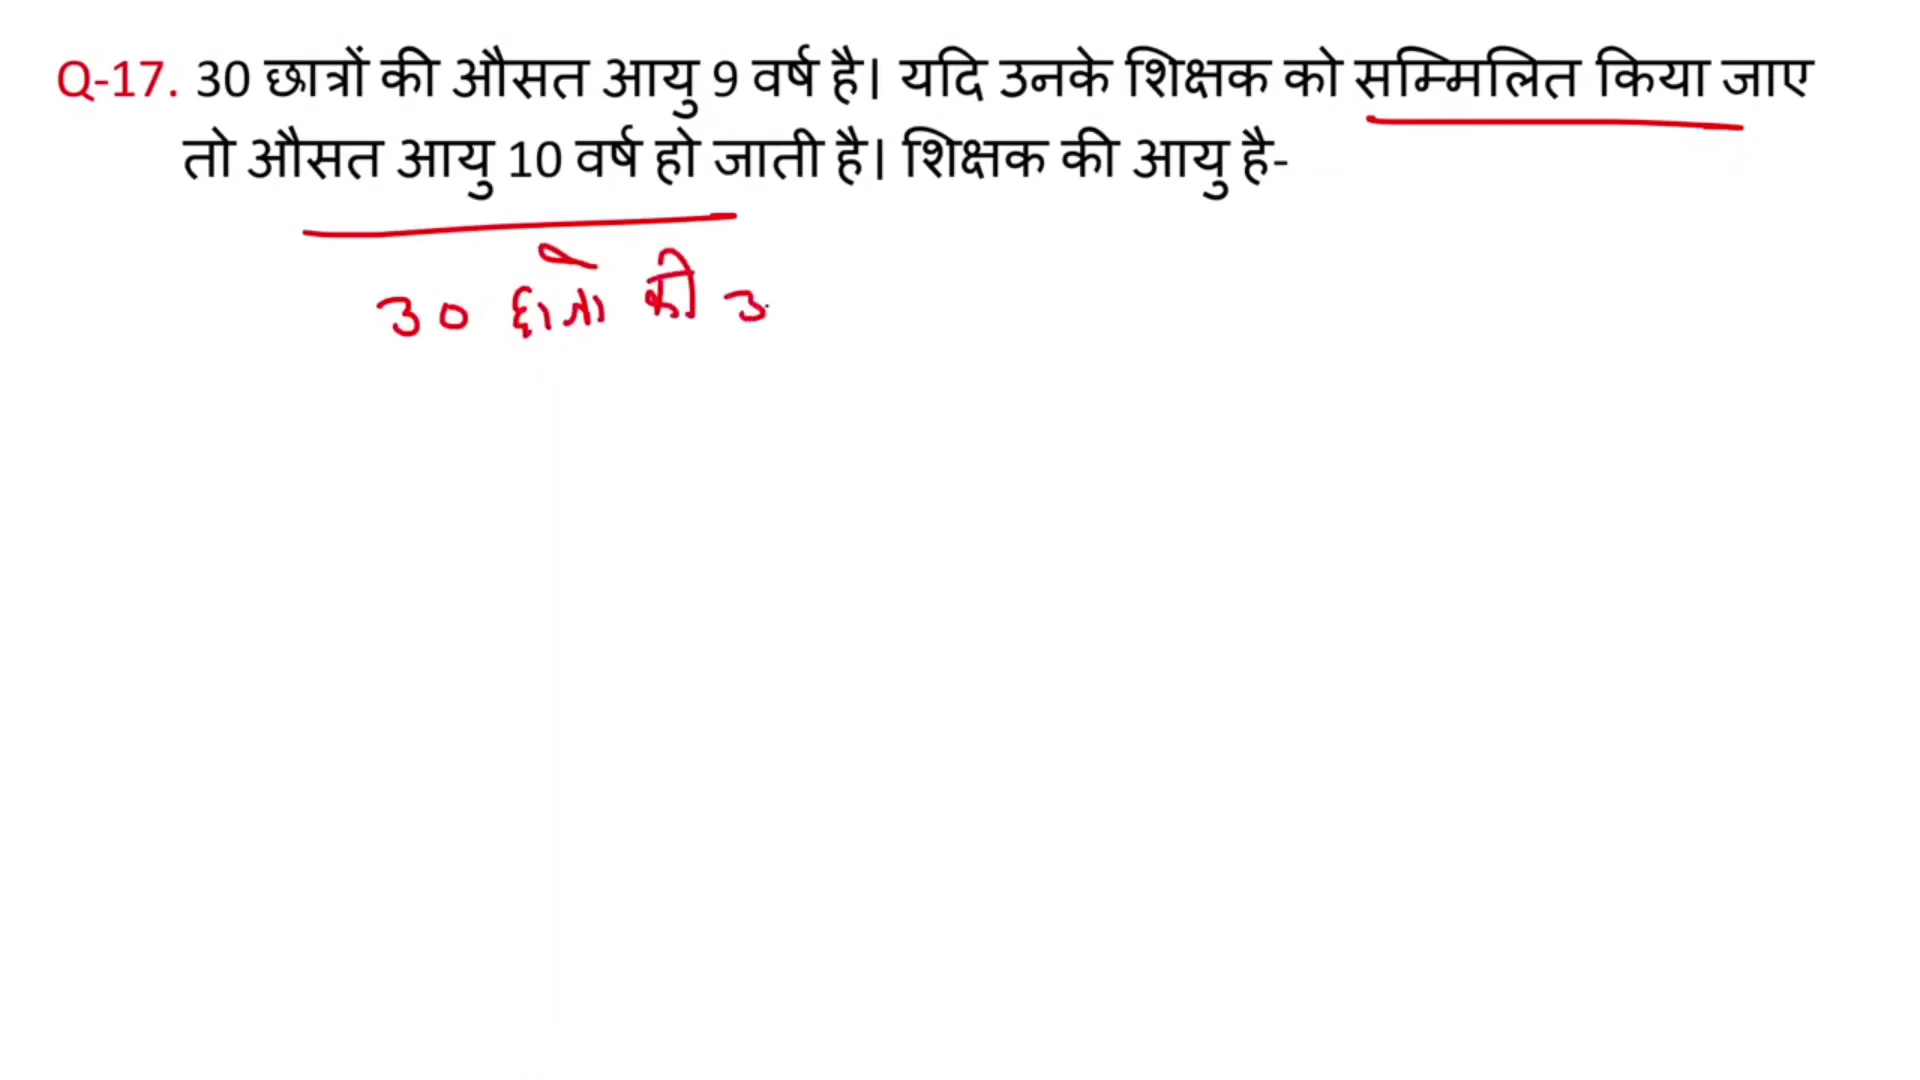 Q-17. 30 छात्रों की औसत आयु 9 वर्ष है। यदि उनके शिक्षक को सम्मिलित किया जाए
तो औसत आयु 10 वर्ष हो जाती है। शिक्षक की आयु है-
30 छात्रो की